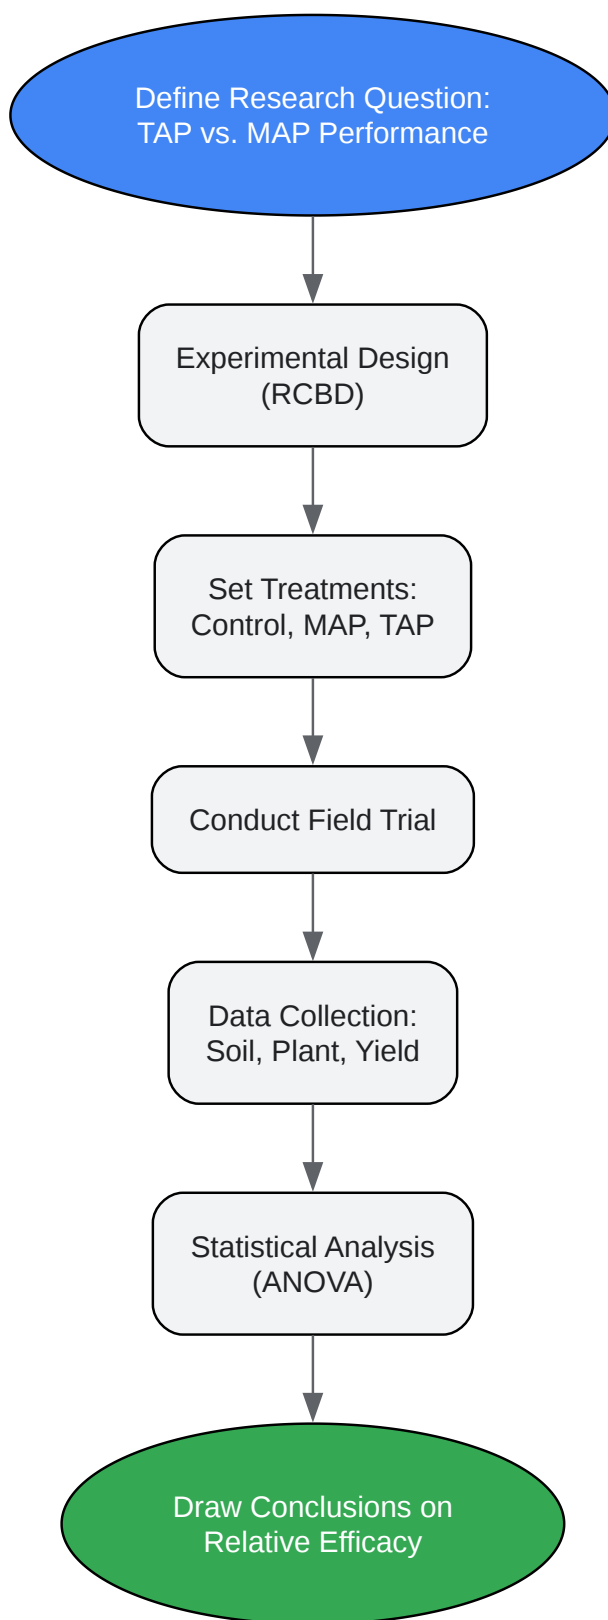 Define Research Question:
TAP vs. MAP Performance
Experimental Design
(RCBD)
Set Treatments:
Control, MAP, TAP
Conduct Field Trial
Data Collection:
Soil, Plant, Yield
Statistical Analysis
(ANOVA)
Draw Conclusions on
Relative Efficacy